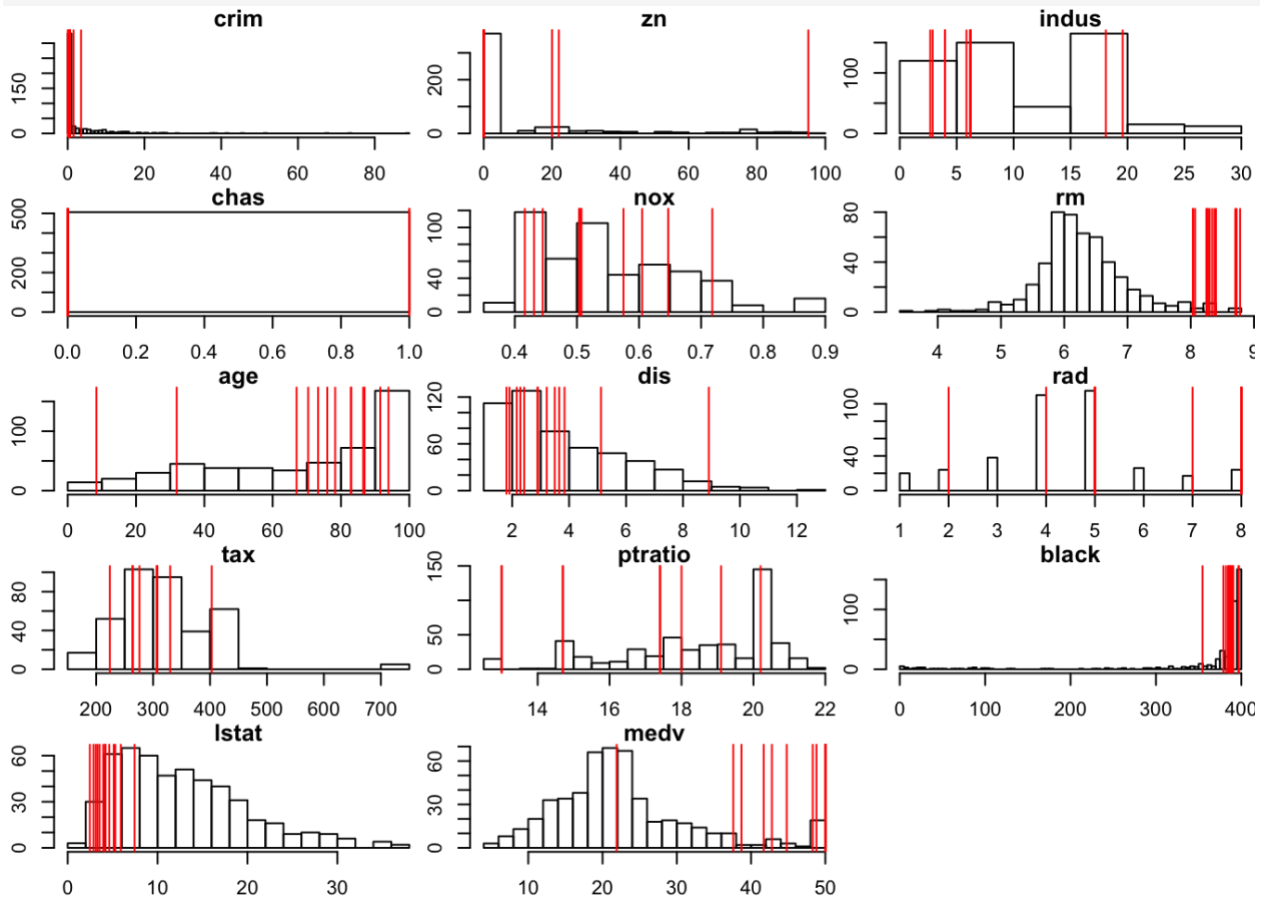 crim
0 150
0 20 40 60 80
zn
0 200
0 20 40 60 80 100
indus
0 100
0 5 10 15 20 25 30
chas
0 200 500
0.0 0.2 0.4 0.6 0.8 1.0
nox
0 40 100
0.4 0.5 0.6 0.7 0.8 0.9
rm
0 40 80
4 5 6 7 8 9
age
0 100
0 20 40 60 80 100
dis
0 60 120
2 4 6 8 10 12
rad
0 40 100
1 2 3 4 5 6 7 8
tax
0 40 80
200 300 400 500 600 700
ptratio
0 50 150
14 16 18 20 22
black
0 100
0 100 200 300 400
lstat
0 30 60
0 10 20 30
medv
0 30 60
10 20 30 40 50